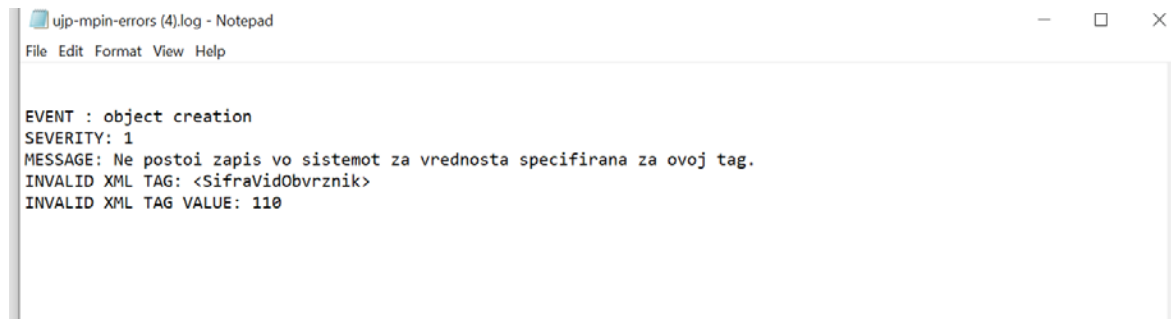 ujp-mpin-errors (4).log - Notepad
File Edit Format View Help
EVENT : object creation
SEVERITY: 1
MESSAGE: Ne postoi zapis vo sistemot za vrednosta specifirana za ovoj tag.
INVALID XML TAG: <SifraVidObvrznik>
INVALID XML TAG VALUE: 110